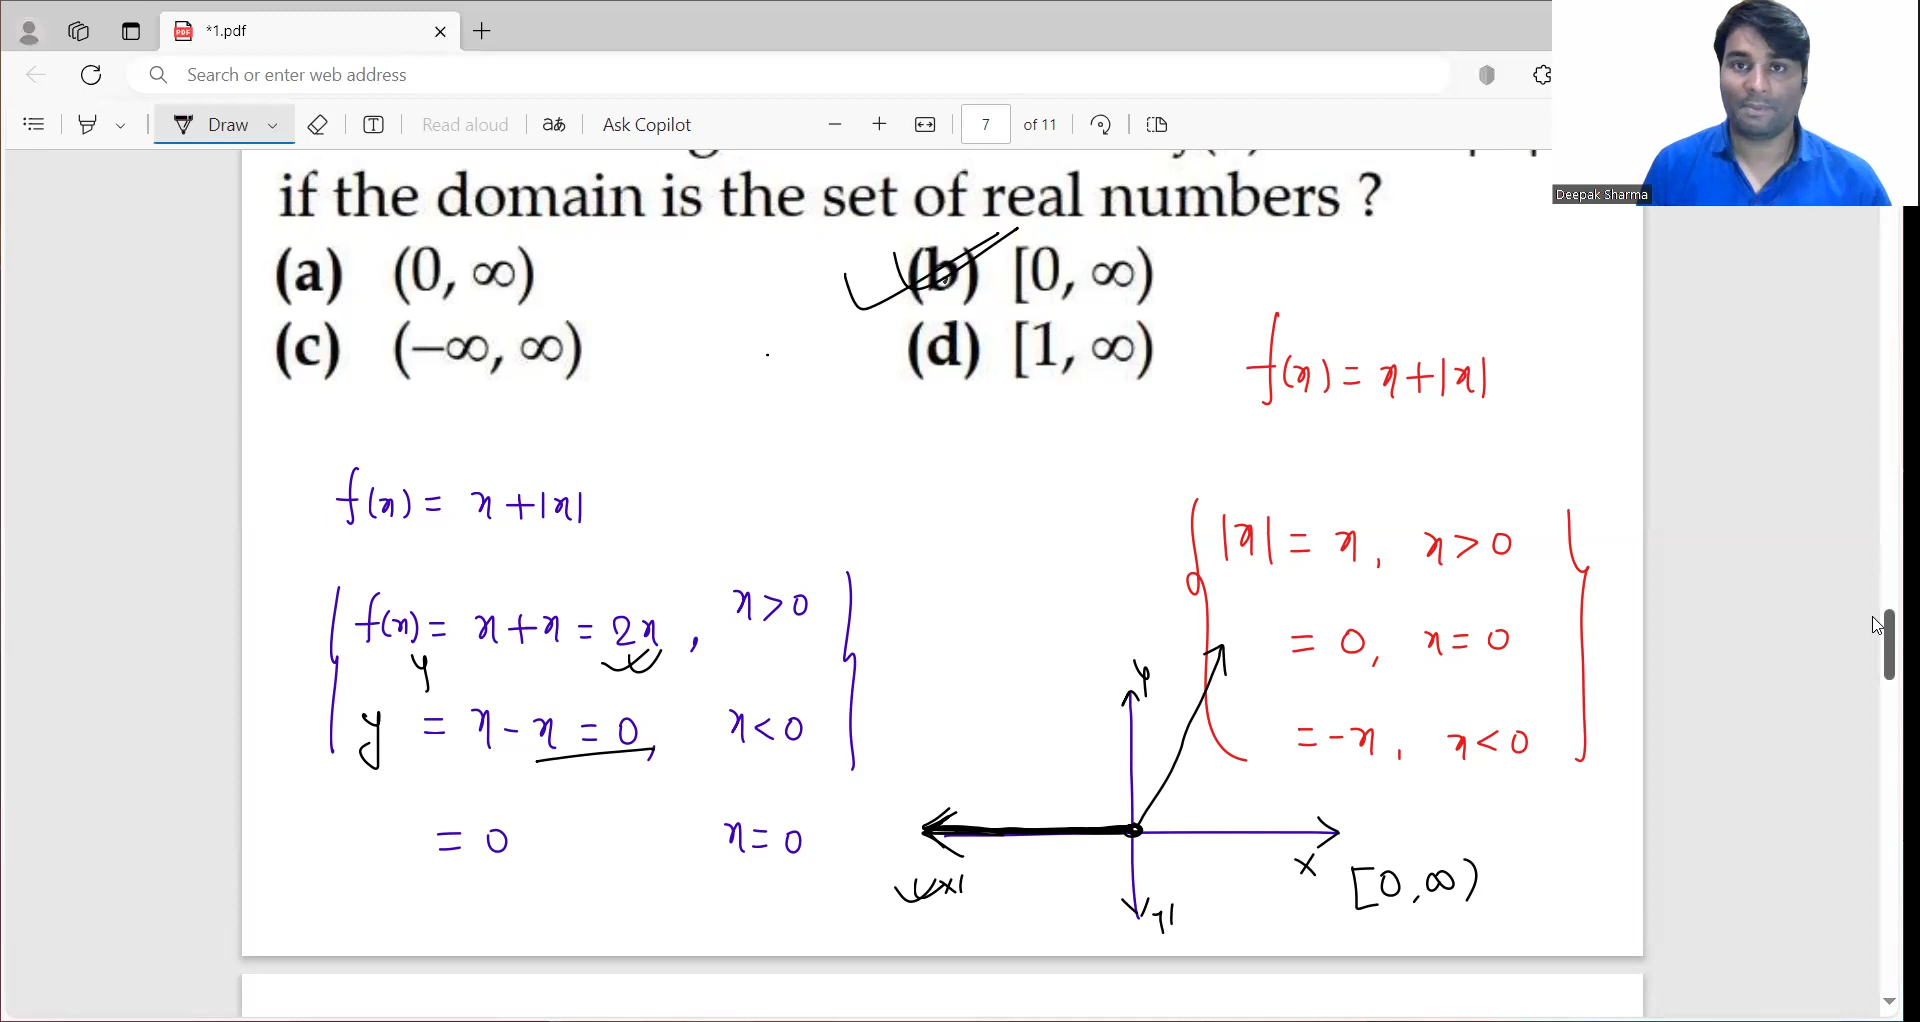 *1.pdf
Search or enter web address
Draw
Read aloud
aあ
Ask Copilot
7 of 11
Deepak Sharma
if the domain is the set of real numbers ?
(a) (0, ∞) (b) [0, ∞)
(c) (–∞, ∞) (d) [1, ∞)
f(x) = x+|x|
f(x) = x+|x|
|x| = x, x>0
f(x) = x+x = 2x, x>0
y
= 0, x=0
y = x-x = 0, x<0
= -x, x<0
= 0 x=0
y
x
x'
y'
[0,∞)